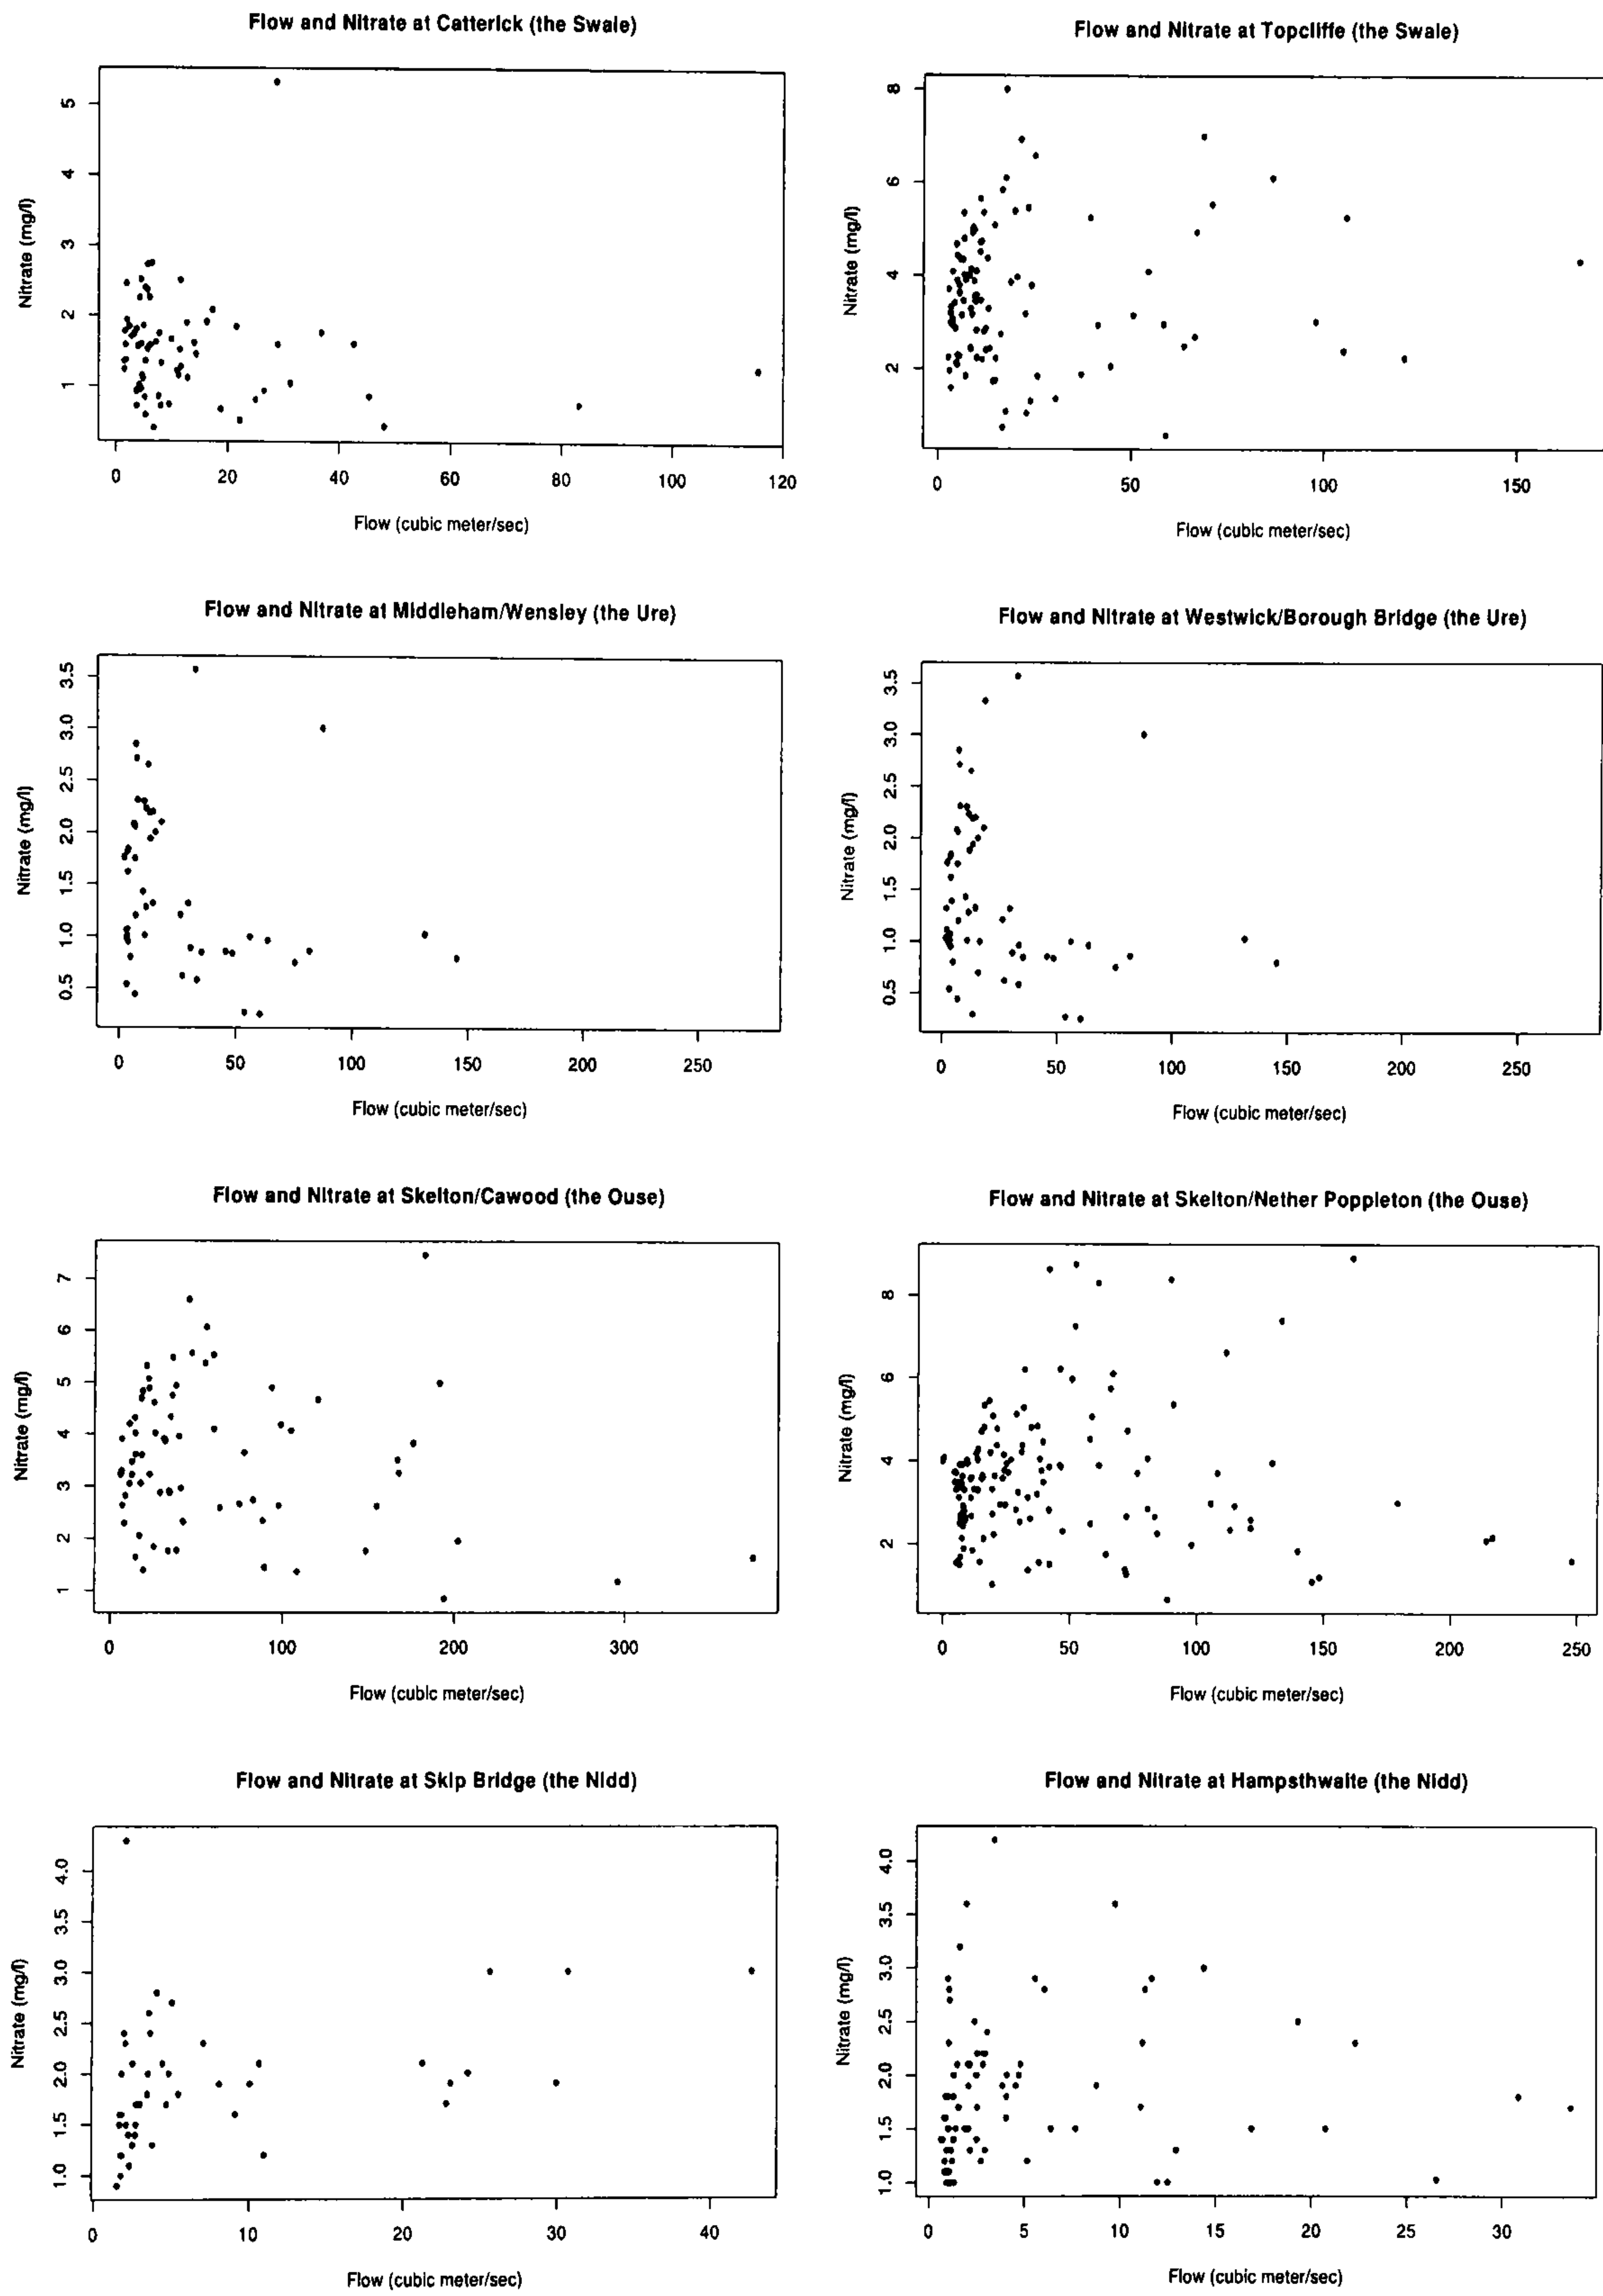 Flow and Nitrate at Catterick (the Swale)
Nitrate (mg/l)
5
4
3
2
1
0 20 40 60 80 100 120
Flow (cubic meter/sec)
Flow and Nitrate at Topcliffe (the Swale)
Nitrate (mg/l)
8
6
4
2
0 50 100 150
Flow (cubic meter/sec)
Flow and Nitrate at Middleham/Wensley (the Ure)
Nitrate (mg/l)
3.5
3.0
2.5
2.0
1.5
1.0
0.5
0 50 100 150 200 250
Flow (cubic meter/sec)
Flow and Nitrate at Westwick/Borough Bridge (the Ure)
Nitrate (mg/l)
3.5
3.0
2.5
2.0
1.5
1.0
0.5
0 50 100 150 200 250
Flow (cubic meter/sec)
Flow and Nitrate at Skelton/Cawood (the Ouse)
Nitrate (mg/l)
7
6
5
4
3
2
1
0 100 200 300
Flow (cubic meter/sec)
Flow and Nitrate at Skelton/Nether Poppleton (the Ouse)
Nitrate (mg/l)
8
6
4
2
0 50 100 150 200 250
Flow (cubic meter/sec)
Flow and Nitrate at Skip Bridge (the Nidd)
Nitrate (mg/l)
4.0
3.5
3.0
2.5
2.0
1.5
1.0
0 10 20 30 40
Flow (cubic meter/sec)
Flow and Nitrate at Hampsthwaite (the Nidd)
Nitrate (mg/l)
4.0
3.5
3.0
2.5
2.0
1.5
1.0
0 5 10 15 20 25 30
Flow (cubic meter/sec)